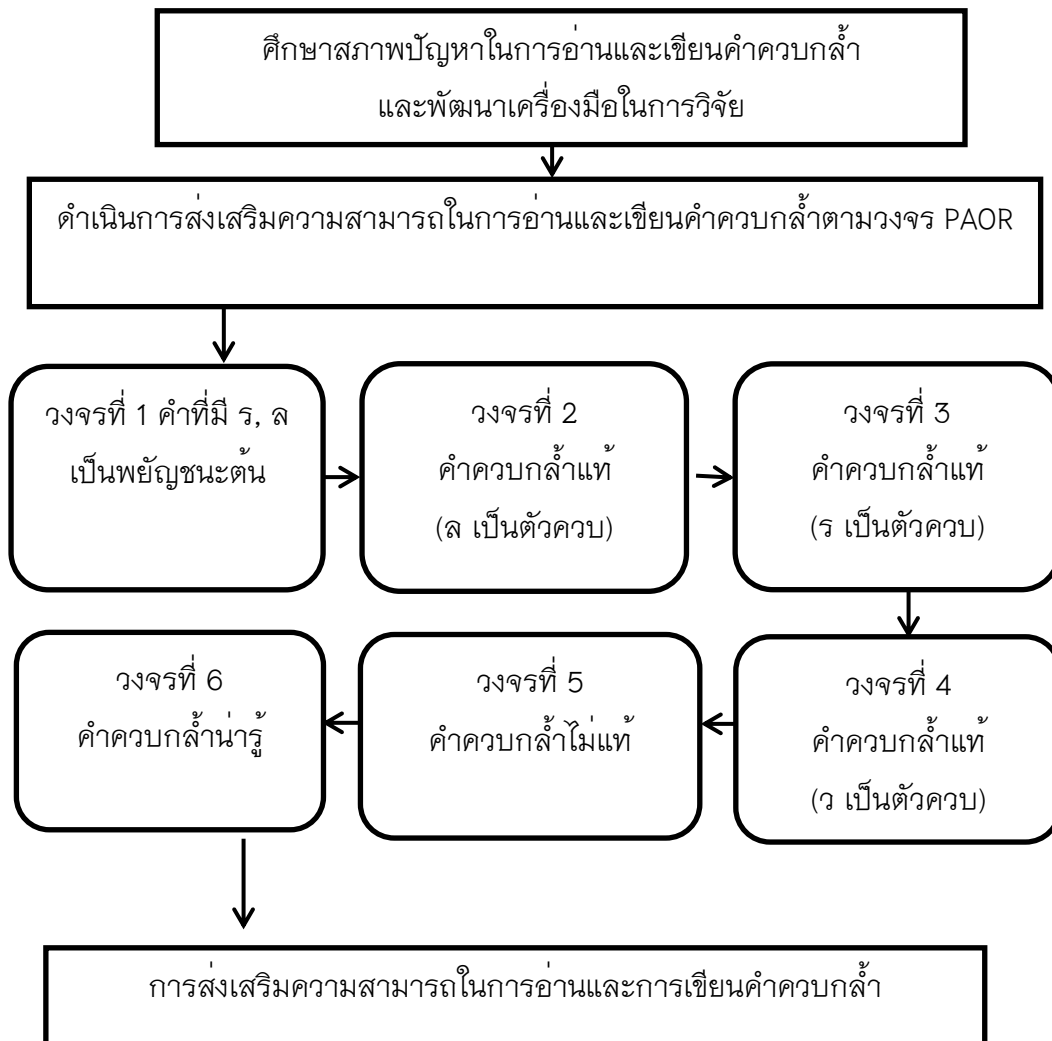 ศึกษาสภาพปัญหาในการอ่านและเขียนคำควบกล้ำ
และพัฒนาเครื่องมือในการวิจัย
ดำเนินการส่งเสริมความสามารถในการอ่านและเขียนคำควบกล้ำตามวงจร PAOR
วงจรที่ 1 คำที่มี ร, ล
เป็นพยัญชนะต้น
วงจรที่ 2
คำควบกล้ำแท้
(ล เป็นตัวควบ)
วงจรที่ 3
คำควบกล้ำแท้
(ร เป็นตัวควบ)
วงจรที่ 4
คำควบกล้ำแท้
(ว เป็นตัวควบ)
วงจรที่ 5
คำควบกล้ำไม่แท้
วงจรที่ 6
คำควบกล้ำน่ารู้
การส่งเสริมความสามารถในการอ่านและการเขียนคำควบกล้ำ